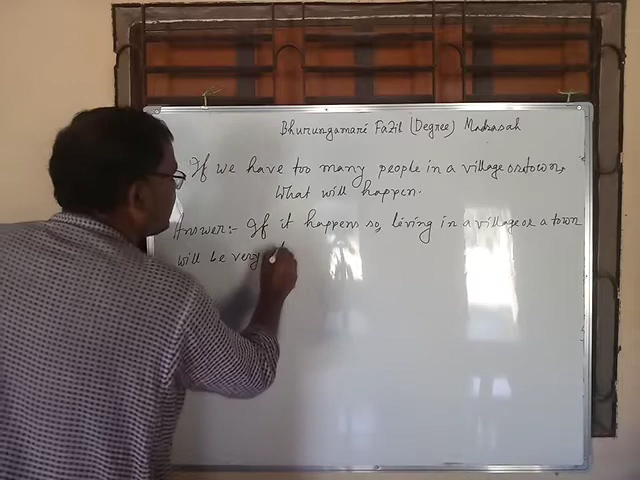 Bhurungamari Fazil (Degree) Madrasah
If we have too many people in a village or town,
What will happen.
Answer:- If it happens so, living in a village or a town
will be very